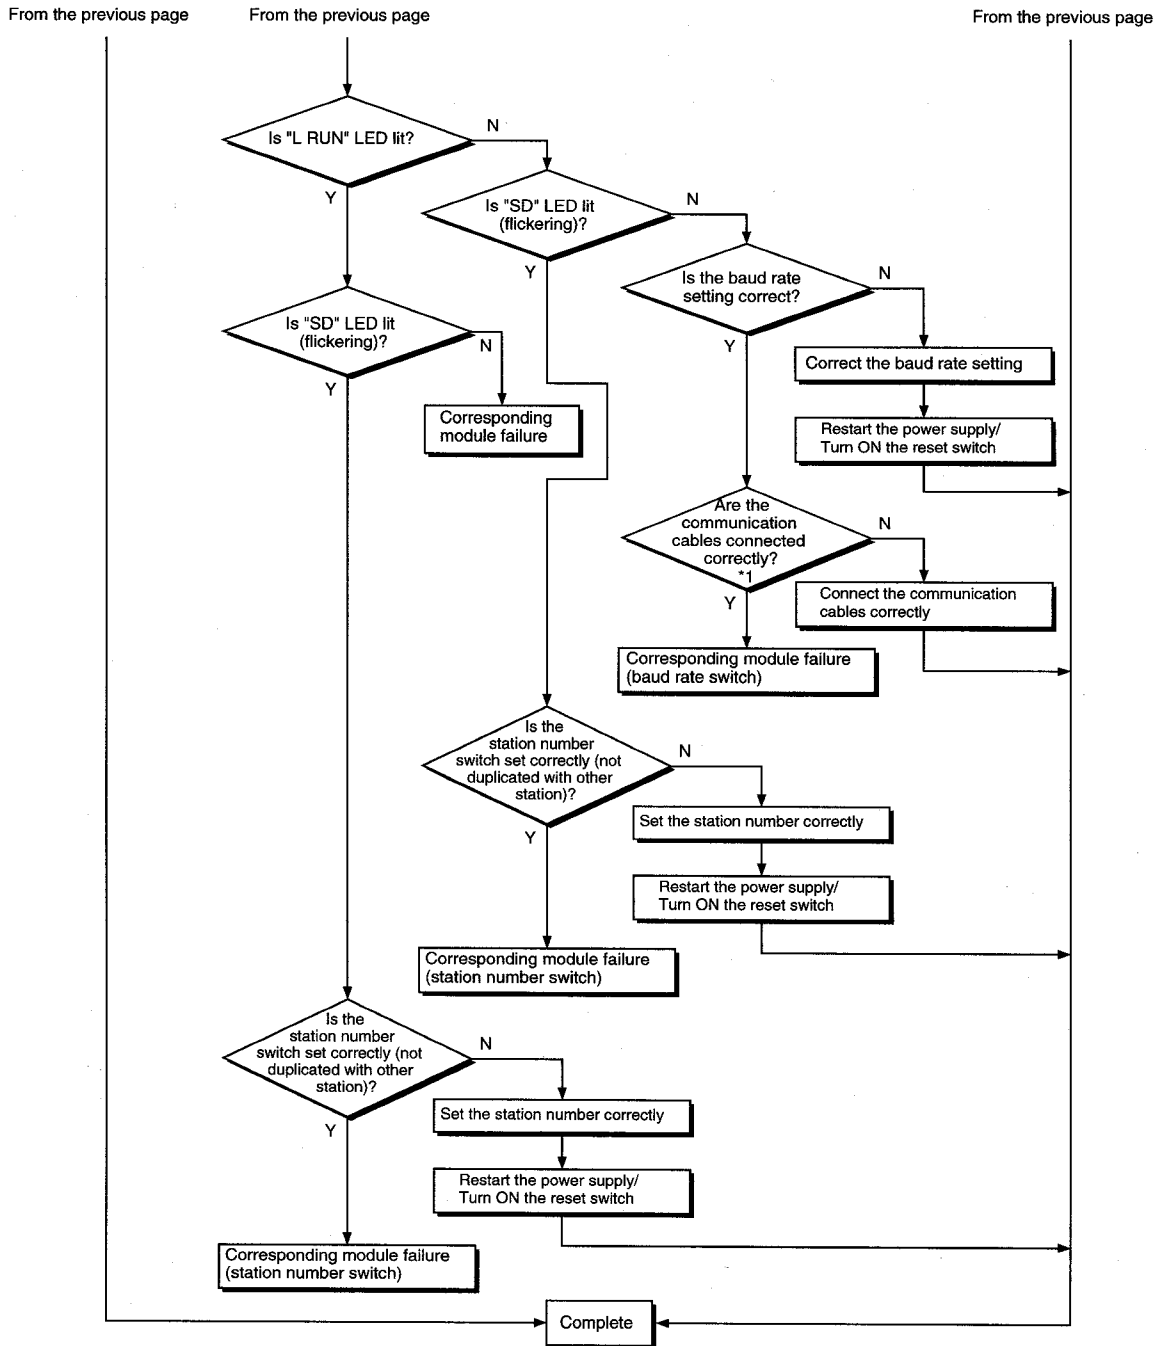 From the previous page
From the previous page
From the previous page
Is "L RUN" LED lit?
N
Y
Is "SD" LED lit
(flickering)?
N
Y
Is the baud rate
setting correct?
N
Y
Is "SD" LED lit
(flickering)?
N
Y
Correct the baud rate setting
Corresponding
module failure
Restart the power supply/
Turn ON the reset switch
Are the
communication
cables connected
correctly?
*1
N
Y
Connect the communication
cables correctly
Corresponding module failure
(baud rate switch)
Is the
station number
switch set correctly (not
duplicated with other
station)?
N
Y
Set the station number correctly
Restart the power supply/
Turn ON the reset switch
Corresponding module failure
(station number switch)
Is the
station number
switch set correctly (not
duplicated with other
station)?
N
Y
Set the station number correctly
Restart the power supply/
Turn ON the reset switch
Corresponding module failure
(station number switch)
Complete